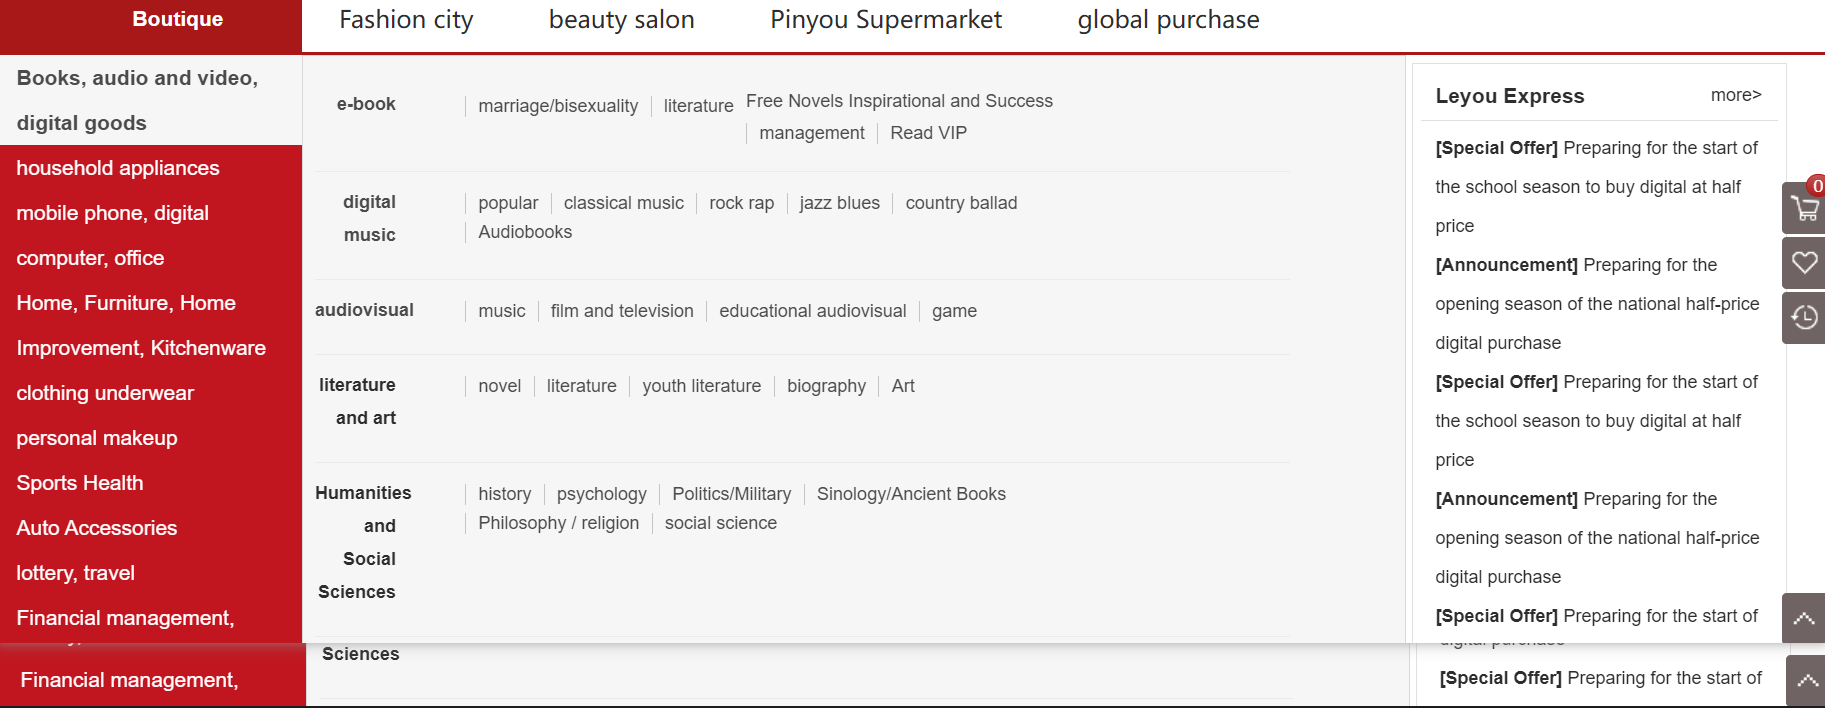 Boutique
Fashion city
beauty salon
Pinyou Supermarket
global purchase
Books, audio and video,
digital goods
household appliances
mobile phone, digital
computer, office
Home, Furniture, Home
Improvement, Kitchenware
clothing underwear
personal makeup
Sports Health
Auto Accessories
lottery, travel
Financial management,
e-book
marriage/bisexuality
literature
Free Novels Inspirational and Success
management
Read VIP
digital
music
popular
classical music
rock rap
jazz blues
country ballad
Audiobooks
audiovisual
music
film and television
educational audiovisual
game
literature
and art
novel
literature
youth literature
biography
Art
Humanities
and
Social
Sciences
history
psychology
Politics/Military
Sinology/Ancient Books
Philosophy / religion
social science
Leyou Express
more>
[Special Offer] Preparing for the start of
the school season to buy digital at half
price
[Announcement] Preparing for the
opening season of the national half-price
digital purchase
[Special Offer] Preparing for the start of
the school season to buy digital at half
price
[Announcement] Preparing for the
opening season of the national half-price
digital purchase
[Special Offer] Preparing for the start of
0
Financial management,
Sciences
digital purchase
[Special Offer] Preparing for the start of